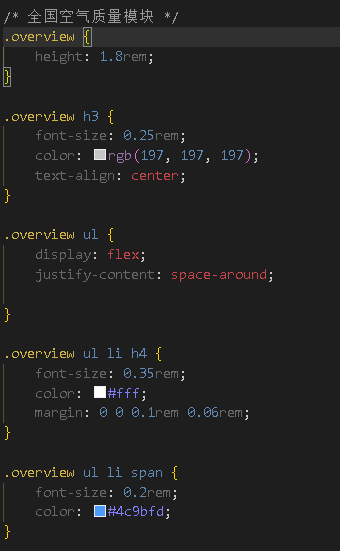 /* 全国空气质量模块 */
.overview {
height: 1.8rem;
}
.overview h3 {
font-size: 0.25rem;
color: rgb(197, 197, 197);
text-align: center;
}
.overview ul {
display: flex;
justify-content: space-around;
}
.overview ul li h4 {
font-size: 0.35rem;
color: #fff;
margin: 0 0 0.1rem 0.06rem;
}
.overview ul li span {
font-size: 0.2rem;
color: #4c9bfd;
}